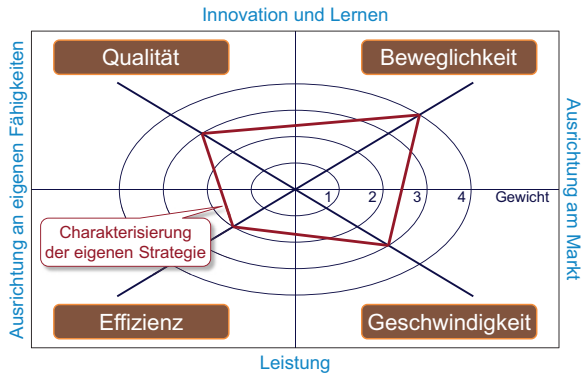 Innovation und Lernen
Qualität
Beweglichkeit
Ausrichtung an eigenen Fähigkeiten
Ausrichtung am Markt
1
2
3
4
Gewicht
Charakterisierung
der eigenen Strategie
Effizienz
Geschwindigkeit
Leistung